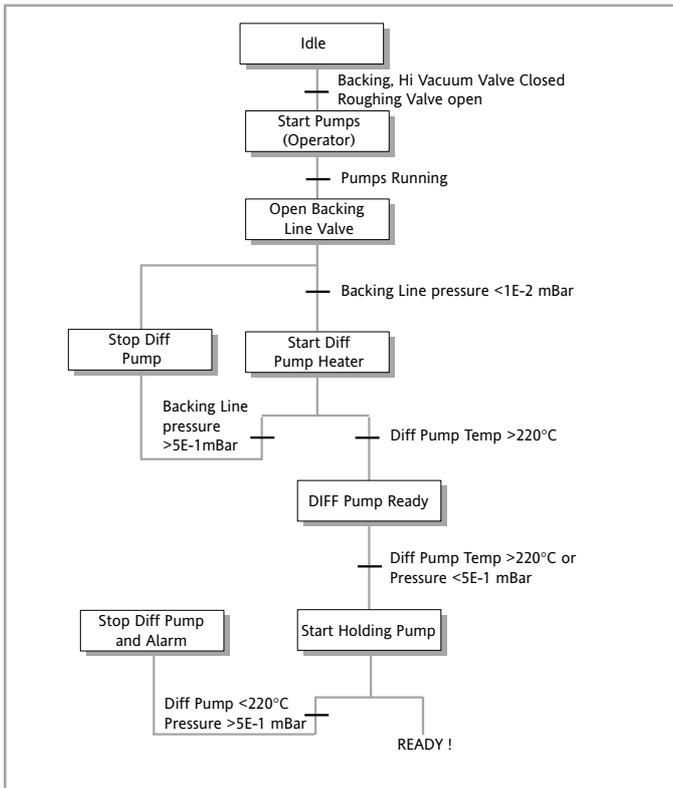 Idle
Backing, Hi Vacuum Valve Closed
Roughing Valve open
Start Pumps
(Operator)
Pumps Running
Open Backing
Line Valve
Backing Line pressure <1E-2 mBar
Stop Diff
Pump
Start Diff
Pump Heater
Backing Line
pressure
>5E-1mBar
Diff Pump Temp >220°C
DIFF Pump Ready
Diff Pump Temp >220°C or
Pressure <5E-1 mBar
Stop Diff Pump
and Alarm
Start Holding Pump
Diff Pump <220°C
Pressure >5E-1 mBar
READY !